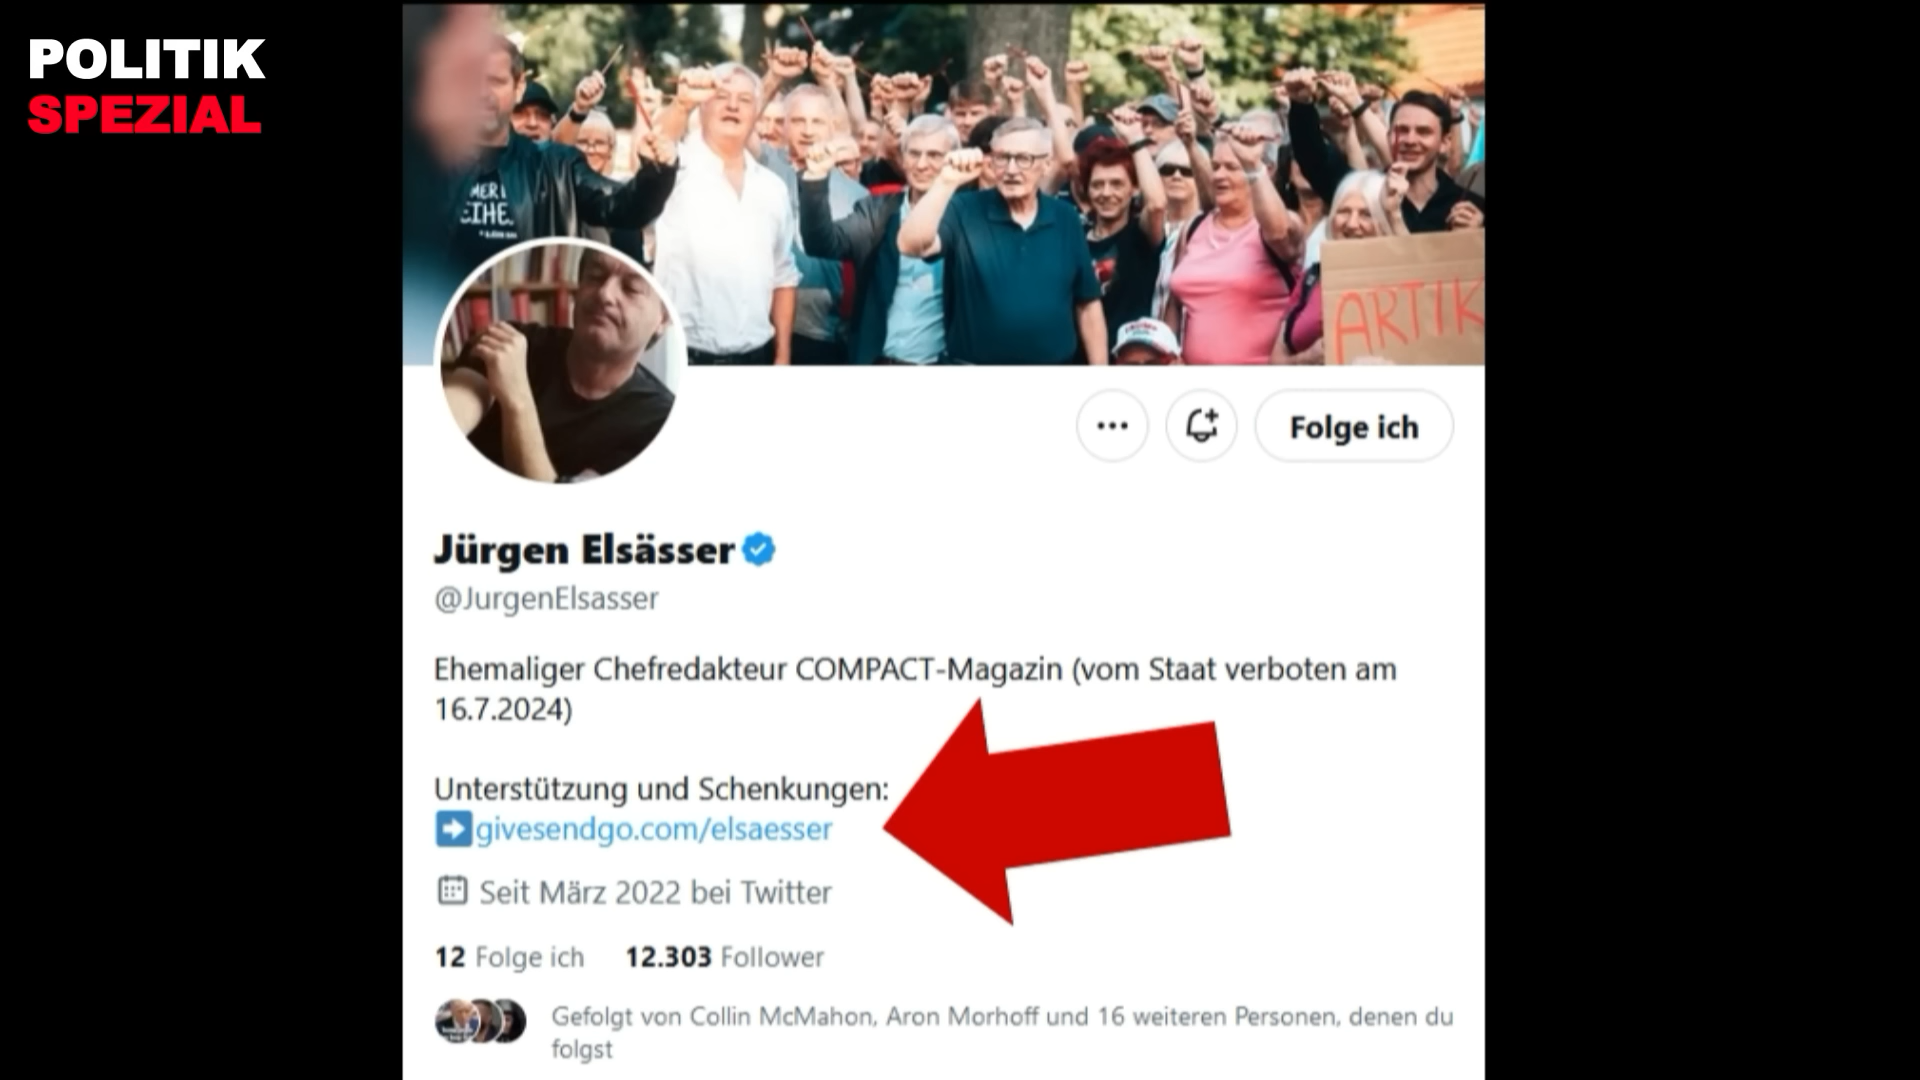 POLITIK
SPEZIAL
ARTIK
Folge ich
Jürgen Elsässer
@JurgenElsasser
Ehemaliger Chefredakteur COMPACT-Magazin (vom Staat verboten am
16.7.2024)
Unterstützung und Schenkungen:
➡givesendgo.com/elsaesser
Seit März 2022 bei Twitter
12 Folge ich 12.303 Follower
Gefolgt von Collin McMahon, Aron Morhoff und 16 weiteren Personen, denen du
folgst